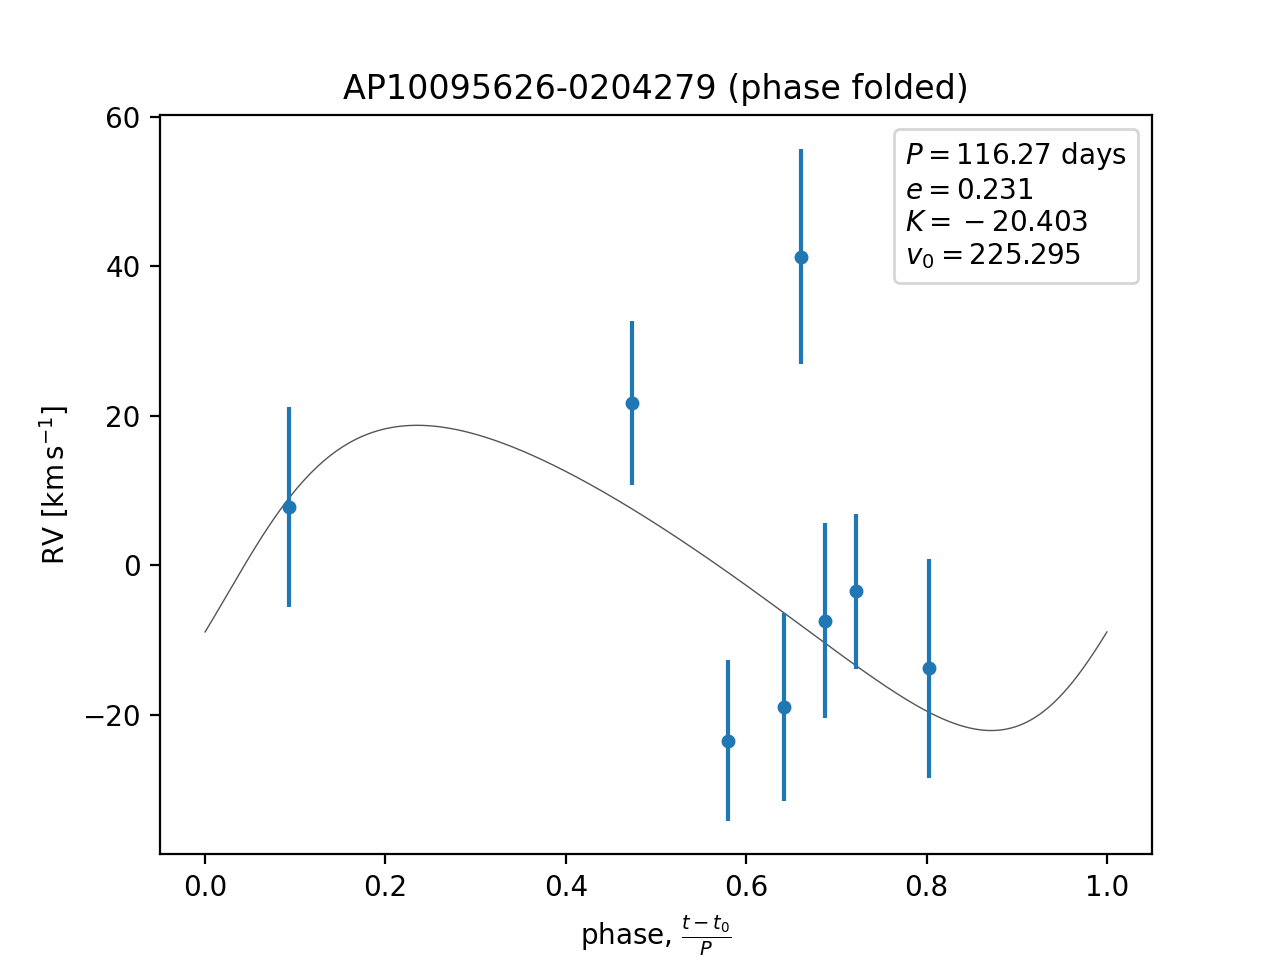 AP10095626-0204279 (phase folded)
P = 116.27 days
e = 0.231
K = −20.403
v₀ = 225.295
60
40
20
0
−20
RV [km s⁻¹]
0.0 0.2 0.4 0.6 0.8 1.0
phase, (t − t₀)/P